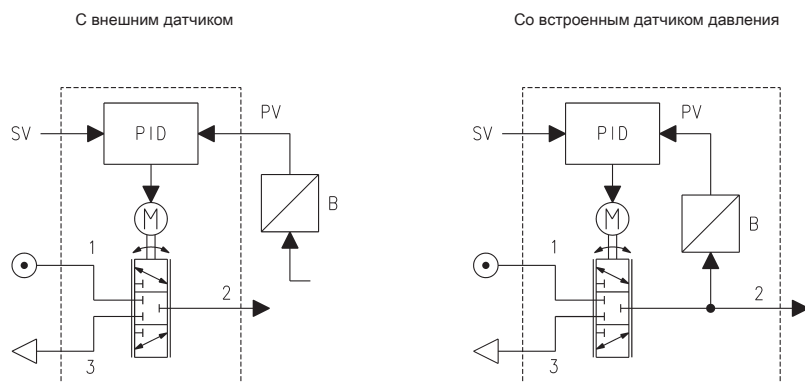 С внешним датчиком
Со встроенным датчиком давления
SV
PID
PV
B
M
1
2
3
SV
PID
PV
B
M
1
2
3